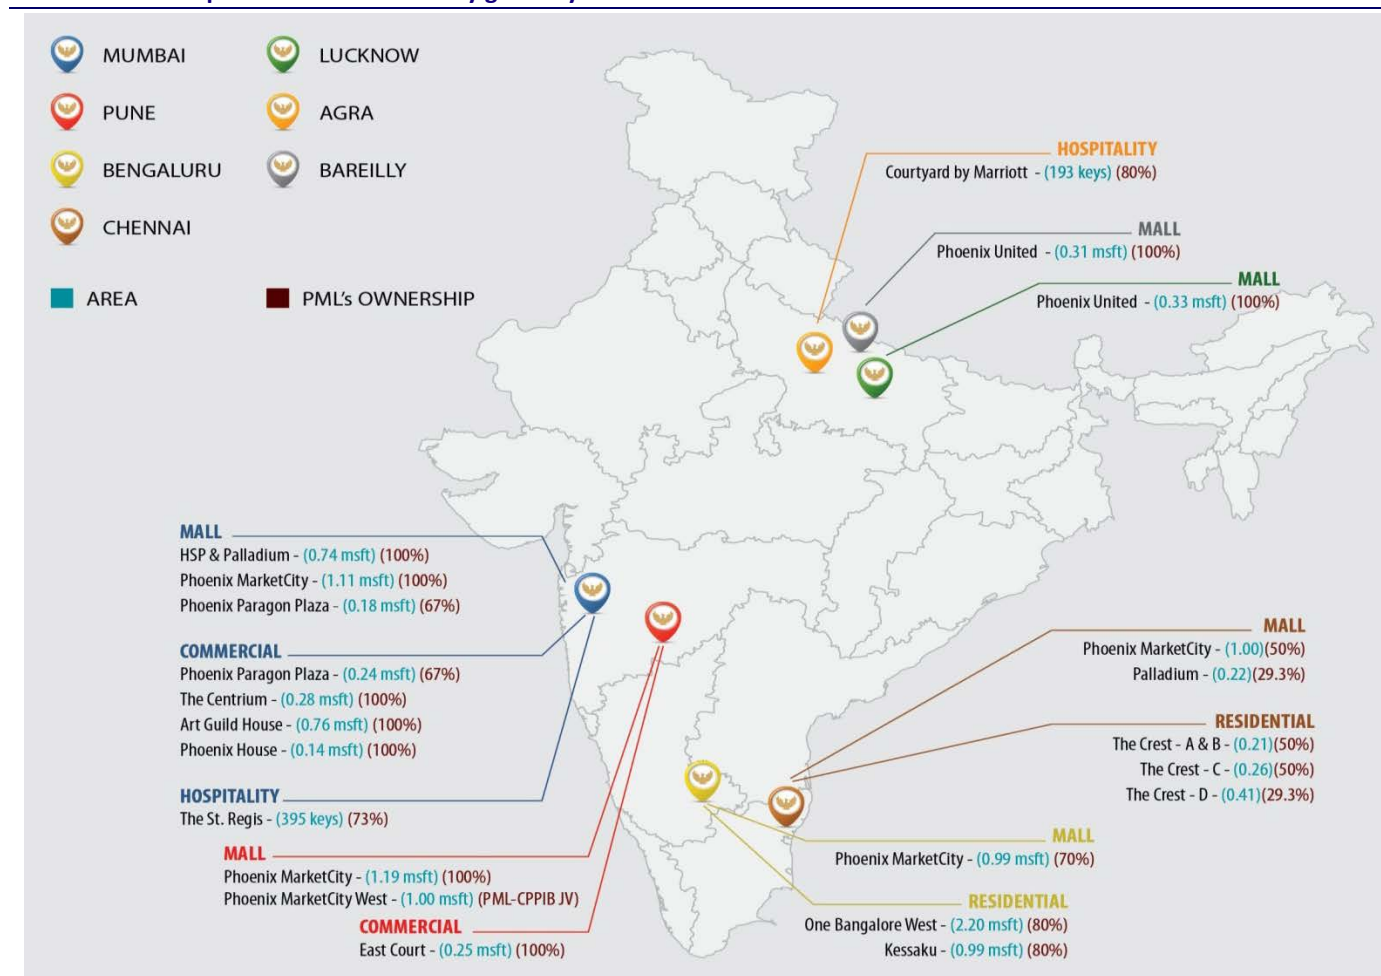 MUMBAI
LUCKNOW
PUNE
AGRA
BENGALURU
BAREILLY
CHENNAI
AREA
PML's OWNERSHIP
HOSPITALITY
Courtyard by Marriott - (193 keys) (80%)
MALL
Phoenix United - (0.31 msft) (100%)
MALL
Phoenix United - (0.33 msft) (100%)
MALL
HSP & Palladium - (0.74 msft) (100%)
Phoenix MarketCity - (1.11 msft) (100%)
Phoenix Paragon Plaza - (0.18 msft) (67%)
COMMERCIAL
Phoenix Paragon Plaza - (0.24 msft) (67%)
The Centrium - (0.28 msft) (100%)
Art Guild House - (0.76 msft) (100%)
Phoenix House - (0.14 msft) (100%)
HOSPITALITY
The St. Regis - (395 keys) (73%)
MALL
Phoenix MarketCity - (1.19 msft) (100%)
Phoenix MarketCity West - (1.00 msft) (PML-CPPIB JV)
COMMERCIAL
East Court - (0.25 msft) (100%)
MALL
Phoenix MarketCity - (1.00)(50%)
Palladium - (0.22)(29.3%)
RESIDENTIAL
The Crest - A & B - (0.21)(50%)
The Crest - C - (0.26)(50%)
The Crest - D - (0.41)(29.3%)
MALL
Phoenix MarketCity - (0.99 msft) (70%)
RESIDENTIAL
One Bangalore West - (2.20 msft) (80%)
Kessaku - (0.99 msft) (80%)